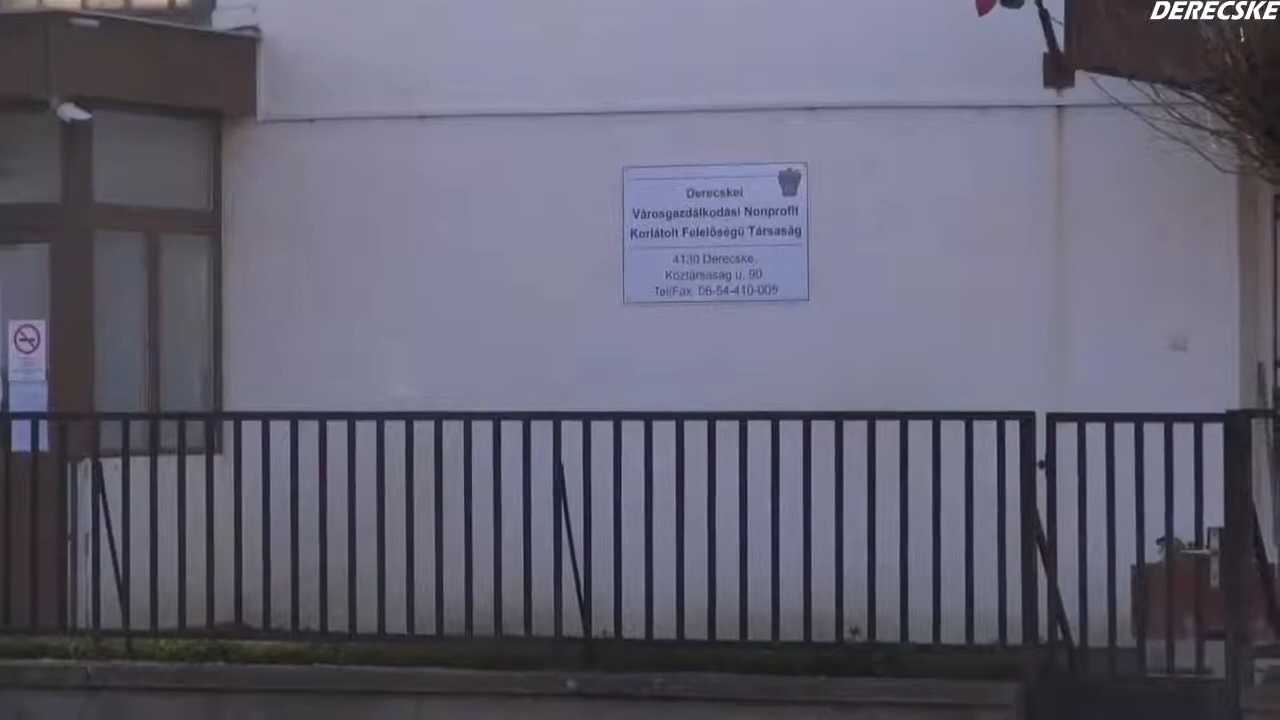 DERECSKE
Derecskei
Városgazdálkodási Nonprofit
Korlátolt Felelőségű Társaság
4130 Derecske,
Köztársaság u. 90.
Tel/Fax: 06-54-410-005